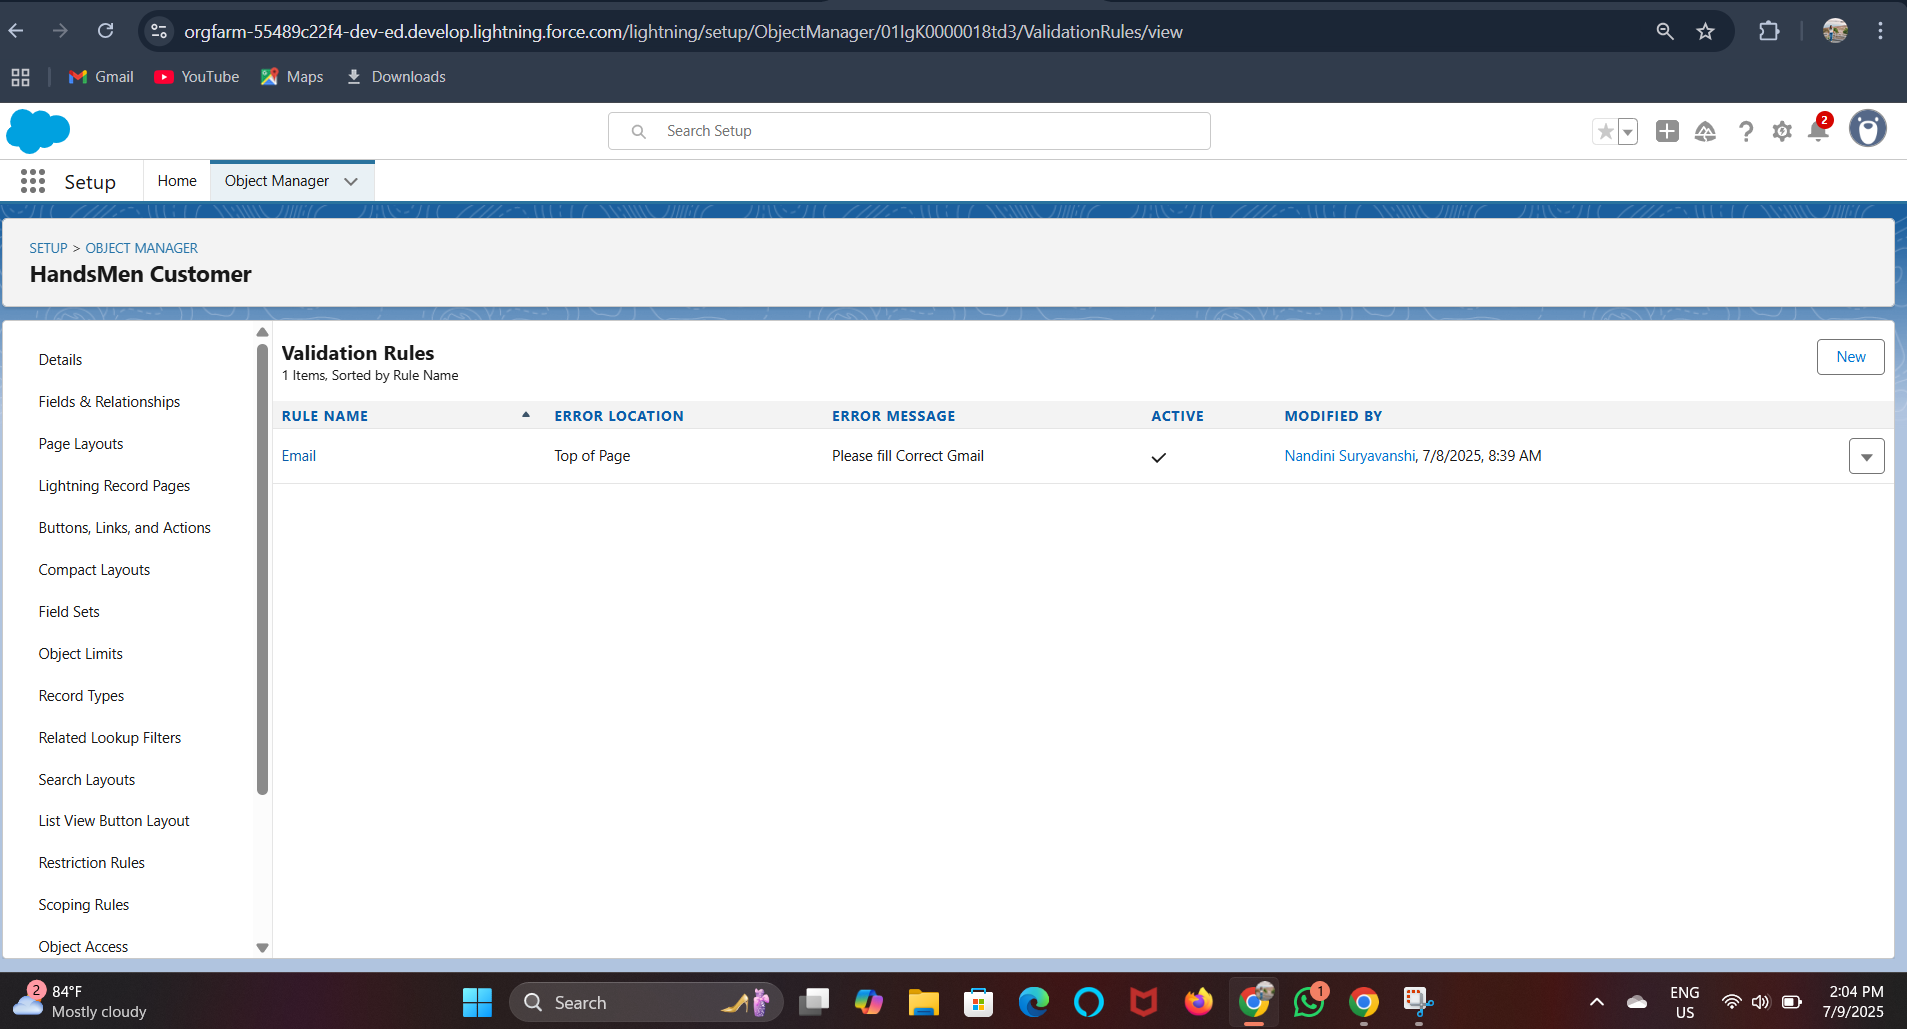 orgfarm-55489c22f4-dev-ed.develop.lightning.force.com/lightning/setup/ObjectManager/01IgK0000018td3/ValidationRules/view
Gmail
YouTube
Maps
Downloads
Search Setup
2
Setup
Home
Object Manager
SETUP > OBJECT MANAGER
HandsMen Customer
Details
Fields & Relationships
Page Layouts
Lightning Record Pages
Buttons, Links, and Actions
Compact Layouts
Field Sets
Object Limits
Record Types
Related Lookup Filters
Search Layouts
List View Button Layout
Restriction Rules
Scoping Rules
Object Access
Validation Rules
1 Items, Sorted by Rule Name
New
RULE NAME ERROR LOCATION ERROR MESSAGE ACTIVE MODIFIED BY
Email Top of Page Please fill Correct Gmail Nandini Suryavanshi, 7/8/2025, 8:39 AM
2
84°F
Mostly cloudy
Search
1
ENG
US
2:04 PM
7/9/2025